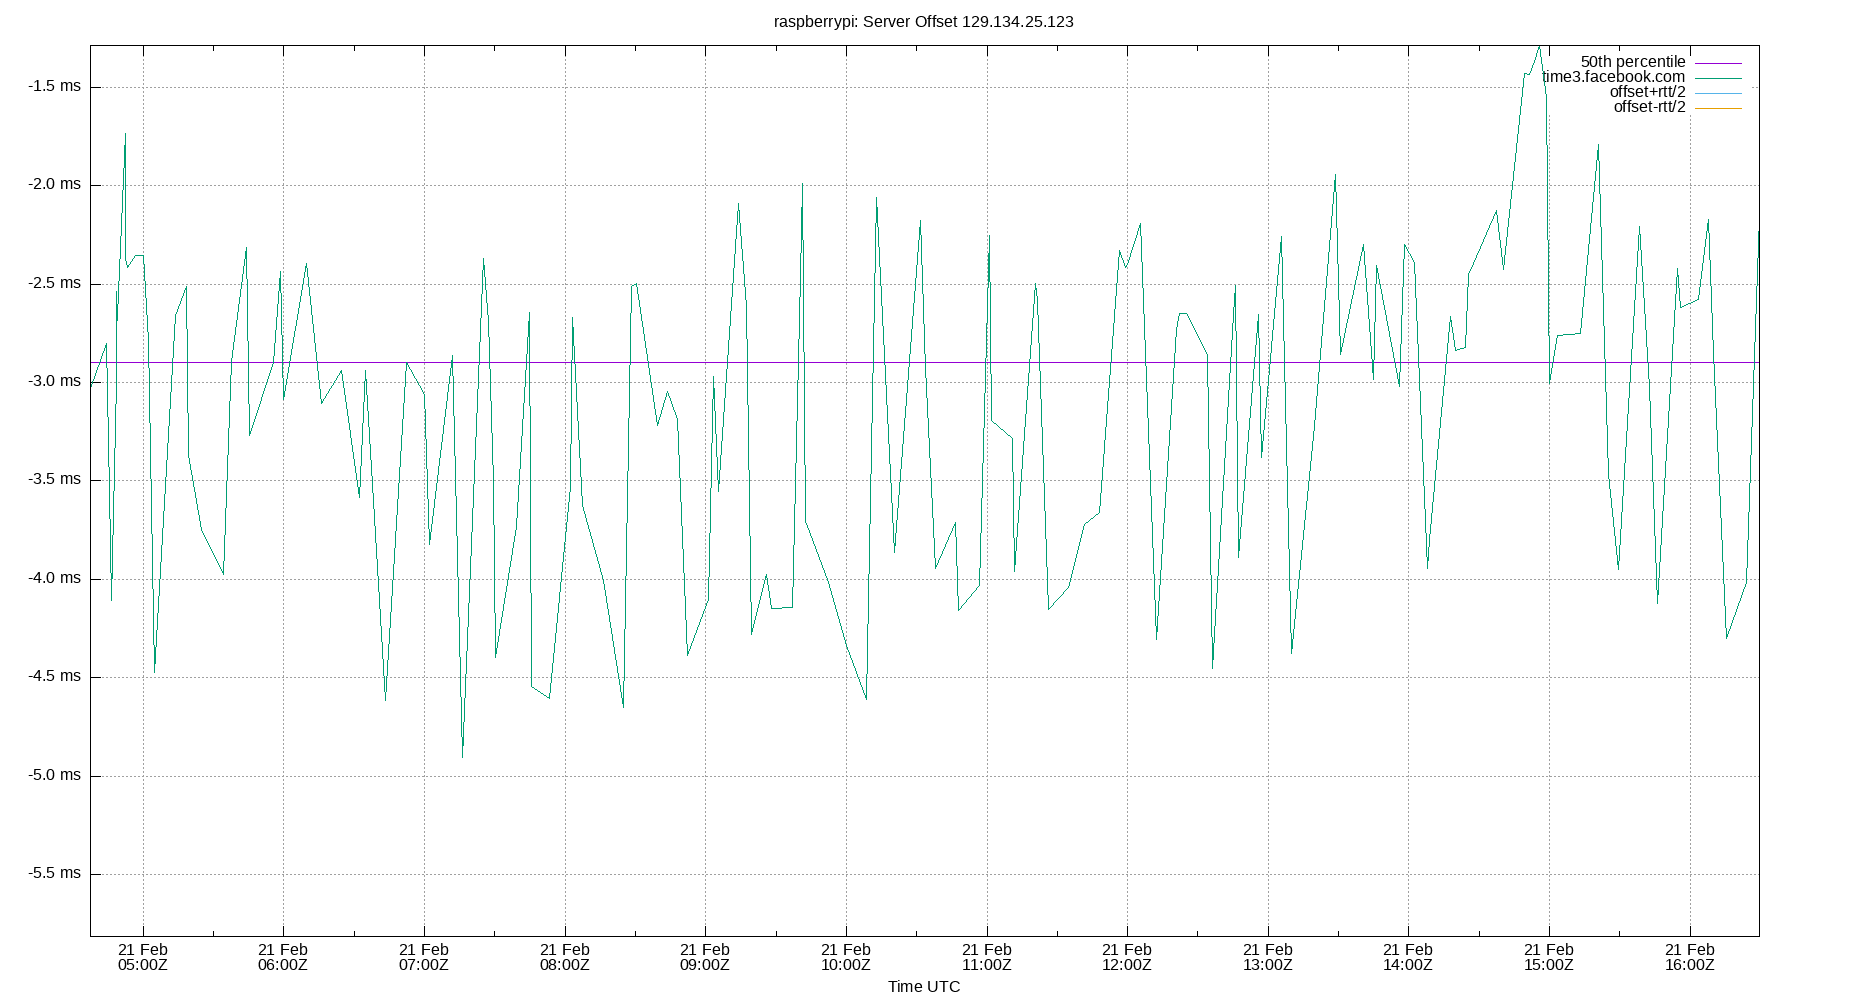 raspberrypi: Server Offset 129.134.25.123
50th percentile
time3.facebook.com
offset+rtt/2
offset-rtt/2
-1.5 ms
-2.0 ms
-2.5 ms
-3.0 ms
-3.5 ms
-4.0 ms
-4.5 ms
-5.0 ms
-5.5 ms
21 Feb 21 Feb 21 Feb 21 Feb 21 Feb 21 Feb 21 Feb 21 Feb 21 Feb 21 Feb 21 Feb 21 Feb
05:00Z 06:00Z 07:00Z 08:00Z 09:00Z 10:00Z 11:00Z 12:00Z 13:00Z 14:00Z 15:00Z 16:00Z
Time UTC